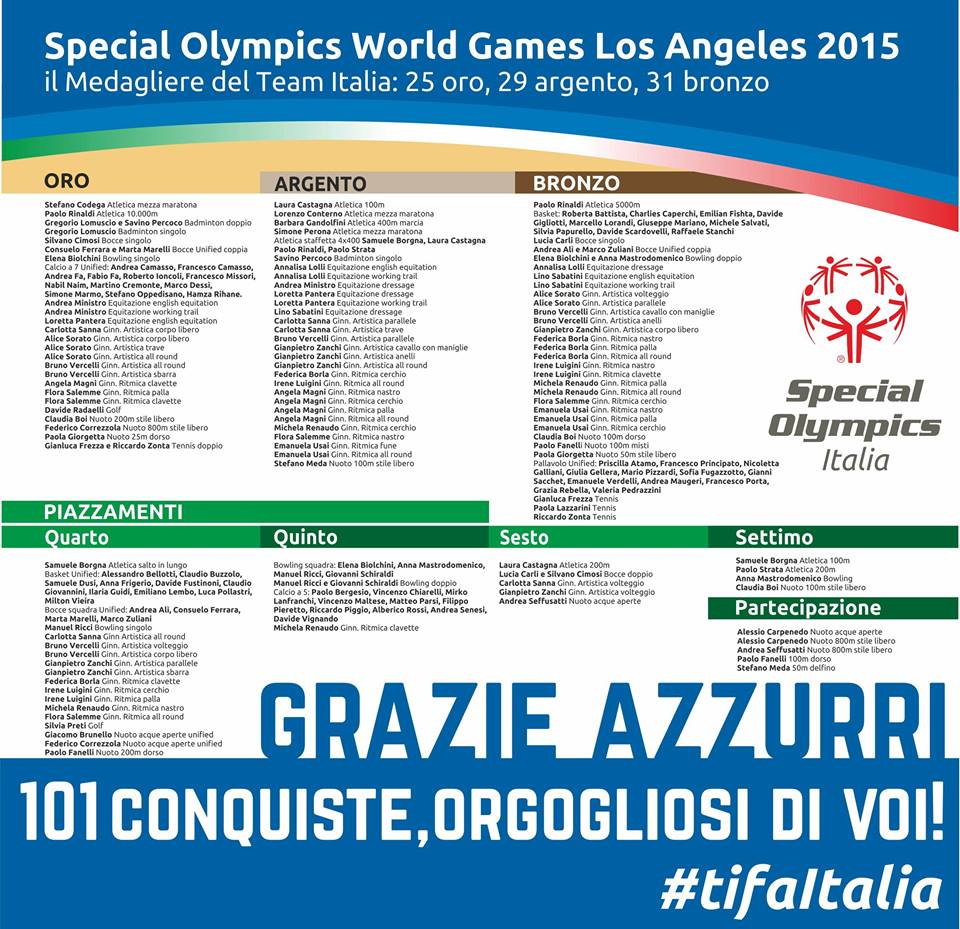 Special Olympics World Games Los Angeles 2015
il Medagliere del Team Italia: 25 oro, 29 argento, 31 bronzo
ORO
Stefano Codega Atletica mezza maratona
Paolo Rinaldi Atletica 10.000m
Gregorio Lomuscio e Savino Percoco Badminton doppio
Gregorio Lomuscio Badminton singolo
Silvano Cimosi Bocce singolo
Consuelo Ferrara e Marta Marelli Bocce Unified coppia
Elena Biolchini Bowling singolo
Calcio a 7 Unified: Andrea Camasso, Francesco Camasso,
Andrea Fa, Fabio Fa, Roberto Ioncoli, Francesco Missori,
Nabil Naim, Martino Cremonte, Marco Dessi,
Simone Marmo, Stefano Oppedisano, Hamza Rihane.
Andrea Ministro Equitazione english equitation
Andrea Ministro Equitazione working trail
Loretta Pantera Equitazione english equitation
Carlotta Sanna Ginn. Artistica corpo libero
Alice Sorato Ginn. Artistica corpo libero
Alice Sorato Ginn. Artistica trave
Alice Sorato Ginn. Artistica all round
Bruno Vercelli Ginn. Artistica all round
Bruno Vercelli Ginn. Artistica sbarra
Angela Magni Ginn. Ritmica clavette
Flora Salemme Ginn. Ritmica palla
Flora Salemme Ginn. Ritmica clavette
Davide Radaelli Golf
Claudia Boi Nuoto 200m stile libero
Federico Correzzola Nuoto 800m stile libero
Paola Giorgetta Nuoto 25m dorso
Gianluca Frezza e Riccardo Zonta Tennis doppio
ARGENTO
Laura Castagna Atletica 100m
Lorenzo Conterno Atletica mezza maratona
Barbara Gandolfini Atletica 400m marcia
Simone Perona Atletica mezza maratona
Atletica staffetta 4x400 Samuele Borgna, Laura Castagna
Paolo Rinaldi, Paolo Strata
Savino Percoco Badminton singolo
Annalisa Lolli Equitazione english equitation
Annalisa Lolli Equitazione working trail
Andrea Ministro Equitazione dressage
Loretta Pantera Equitazione dressage
Loretta Pantera Equitazione working trail
Lino Sabatini Equitazione dressage
Carlotta Sanna Ginn. Artistica parallele
Carlotta Sanna Ginn. Artistica trave
Bruno Vercelli Ginn. Artistica parallele
Gianpietro Zanchi Ginn. Artistica cavallo con maniglie
Gianpietro Zanchi Ginn. Artistica anelli
Gianpietro Zanchi Ginn. Artistica all round
Federica Borla Ginn. Ritmica cerchio
Irene Luigini Ginn. Ritmica all round
Angela Magni Ginn. Ritmica nastro
Angela Magni Ginn. Ritmica cerchio
Angela Magni Ginn. Ritmica palla
Angela Magni Ginn. Ritmica all round
Michela Renaudo Ginn. Ritmica cerchio
Flora Salemme Ginn. Ritmica nastro
Emanuela Usai Ginn. Ritmica fune
Emanuela Usai Ginn. Ritmica all round
Stefano Meda Nuoto 100m stile libero
BRONZO
Paolo Rinaldi Atletica 5000m
Basket: Roberta Battista, Charlies Caperchi, Emilian Fishta, Davide
Gigliotti, Marcello Lorandi, Giuseppe Mariano, Michele Salvati,
Silvia Papurello, Davide Scardovelli, Raffaele Stanchi
Lucia Carli Bocce singolo
Andrea Ali e Marco Zuliani Bocce Unified coppia
Elena Biolchini e Anna Mastrodomenico Bowling doppio
Annalisa Lolli Equitazione dressage
Lino Sabatini Equitazione english equitation
Lino Sabatini Equitazione working trail
Alice Sorato Ginn. Artistica volteggio
Alice Sorato Ginn. Artistica parallele
Bruno Vercelli Ginn. Artistica cavallo con maniglie
Bruno Vercelli Ginn. Artistica anelli
Gianpietro Zanchi Ginn. Artistica corpo libero
Federica Borla Ginn. Ritmica nastro
Federica Borla Ginn. Ritmica palla
Federica Borla Ginn. Ritmica all round
Irene Luigini Ginn. Ritmica nastro
Irene Luigini Ginn. Ritmica clavette
Michela Renaudo Ginn. Ritmica palla
Michela Renaudo Ginn. Ritmica all round
Flora Salemme Ginn. Ritmica cerchio
Emanuela Usai Ginn. Ritmica nastro
Emanuela Usai Ginn. Ritmica palla
Emanuela Usai Ginn. Ritmica cerchio
Claudia Boi Nuoto 100m dorso
Paolo Fanelli Nuoto 100m misti
Paola Giorgetta Nuoto 50m stile libero
Pallavolo Unified: Priscilla Atamo, Francesco Principato, Nicoletta
Galliani, Giulia Gellera, Mario Pizzardi, Sofia Fugazzotto, Gianni
Sacchet, Emanuele Verdelli, Andrea Maugeri, Francesco Porta,
Grazia Rebella, Valeria Pedrazzini
Gianluca Frezza Tennis
Paola Lazzarini Tennis
Riccardo Zonta Tennis
®
Special
Olympics
Italia
PIAZZAMENTI
Quarto
Samuele Borgna Atletica salto in lungo
Basket Unified: Alessandro Bellotti, Claudio Buzzolo,
Samuele Dusi, Anna Frigerio, Davide Fustinoni, Claudio
Giovannini, Ilaria Guidi, Emiliano Lembo, Luca Pollastri,
Milton Vieira
Bocce squadra Unified: Andrea Ali, Consuelo Ferrara,
Marta Marelli, Marco Zuliani
Manuel Ricci Bowling singolo
Carlotta Sanna Ginn. Artistica all round
Bruno Vercelli Ginn. Artistica volteggio
Bruno Vercelli Ginn. Artistica corpo libero
Gianpietro Zanchi Ginn. Artistica parallele
Gianpietro Zanchi Ginn. Artistica sbarra
Federica Borla Ginn. Ritmica clavette
Irene Luigini Ginn. Ritmica cerchio
Irene Luigini Ginn. Ritmica palla
Michela Renaudo Ginn. Ritmica nastro
Flora Salemme Ginn. Ritmica all round
Silvia Preti Golf
Giacomo Brunello Nuoto acque aperte unified
Federico Correzzola Nuoto acque aperte unified
Paolo Fanelli Nuoto 200m dorso
Quinto
Bowling squadra: Elena Biolchini, Anna Mastrodomenico,
Manuel Ricci, Giovanni Schiraldi
Manuel Ricci e Giovanni Schiraldi Bowling doppio
Calcio a 5: Paolo Bergesio, Vincenzo Chiarelli, Mirko
Lanfranchi, Vincenzo Maltese, Matteo Parsi, Filippo
Pieretto, Riccardo Piggio, Alberico Rossi, Andrea Senesi,
Davide Vignando
Michela Renaudo Ginn. Ritmica clavette
Sesto
Laura Castagna Atletica 200m
Lucia Carli e Silvano Cimosi Bocce doppio
Carlotta Sanna Ginn. Artistica volteggio
Gianpietro Zanchi Ginn. Artistica volteggio
Andrea Seffusatti Nuoto acque aperte
Settimo
Samuele Borgna Atletica 100m
Paolo Strata Atletica 200m
Anna Mastrodomenico Bowling
Claudia Boi Nuoto 100m stile libero
Partecipazione
Alessio Carpenedo Nuoto acque aperte
Alessio Carpenedo Nuoto 800m stile libero
Andrea Seffusatti Nuoto 800m stile libero
Paolo Fanelli 100m dorso
Stefano Meda 50m delfino
GRAZIE AZZURRI
101 CONQUISTE, ORGOGLIOSI DI VOI!
#tifaItalia